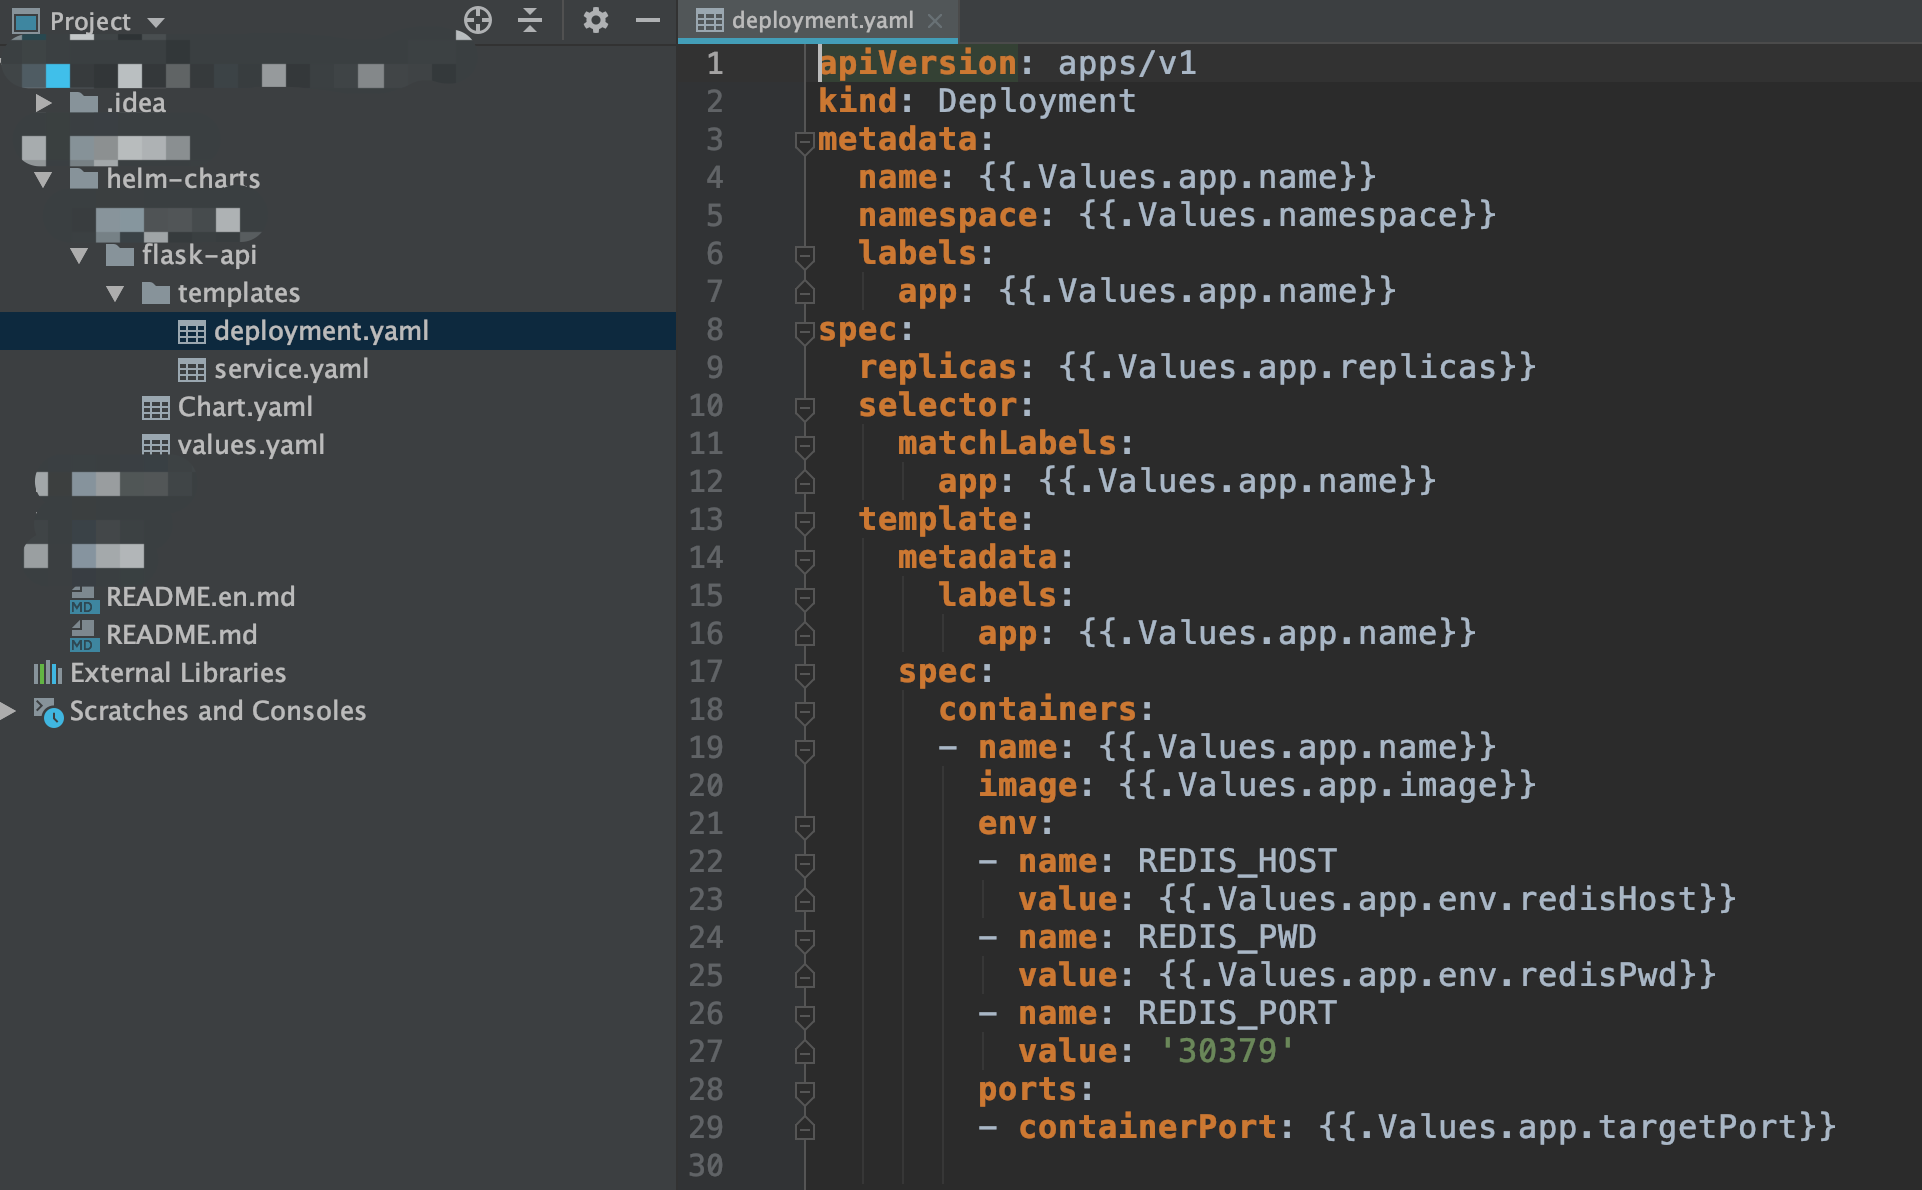 Project
.idea
helm-charts
flask-api
templates
deployment.yaml
service.yaml
Chart.yaml
values.yaml
README.en.md
README.md
External Libraries
Scratches and Consoles
deployment.yaml
1 apiVersion: apps/v1
2 kind: Deployment
3 metadata:
4   name: {{.Values.app.name}}
5   namespace: {{.Values.namespace}}
6   labels:
7     app: {{.Values.app.name}}
8 spec:
9   replicas: {{.Values.app.replicas}}
10   selector:
11     matchLabels:
12       app: {{.Values.app.name}}
13   template:
14     metadata:
15       labels:
16         app: {{.Values.app.name}}
17     spec:
18       containers:
19       - name: {{.Values.app.name}}
20         image: {{.Values.app.image}}
21         env:
22         - name: REDIS_HOST
23           value: {{.Values.app.env.redisHost}}
24         - name: REDIS_PWD
25           value: {{.Values.app.env.redisPwd}}
26         - name: REDIS_PORT
27           value: '30379'
28         ports:
29         - containerPort: {{.Values.app.targetPort}}
30